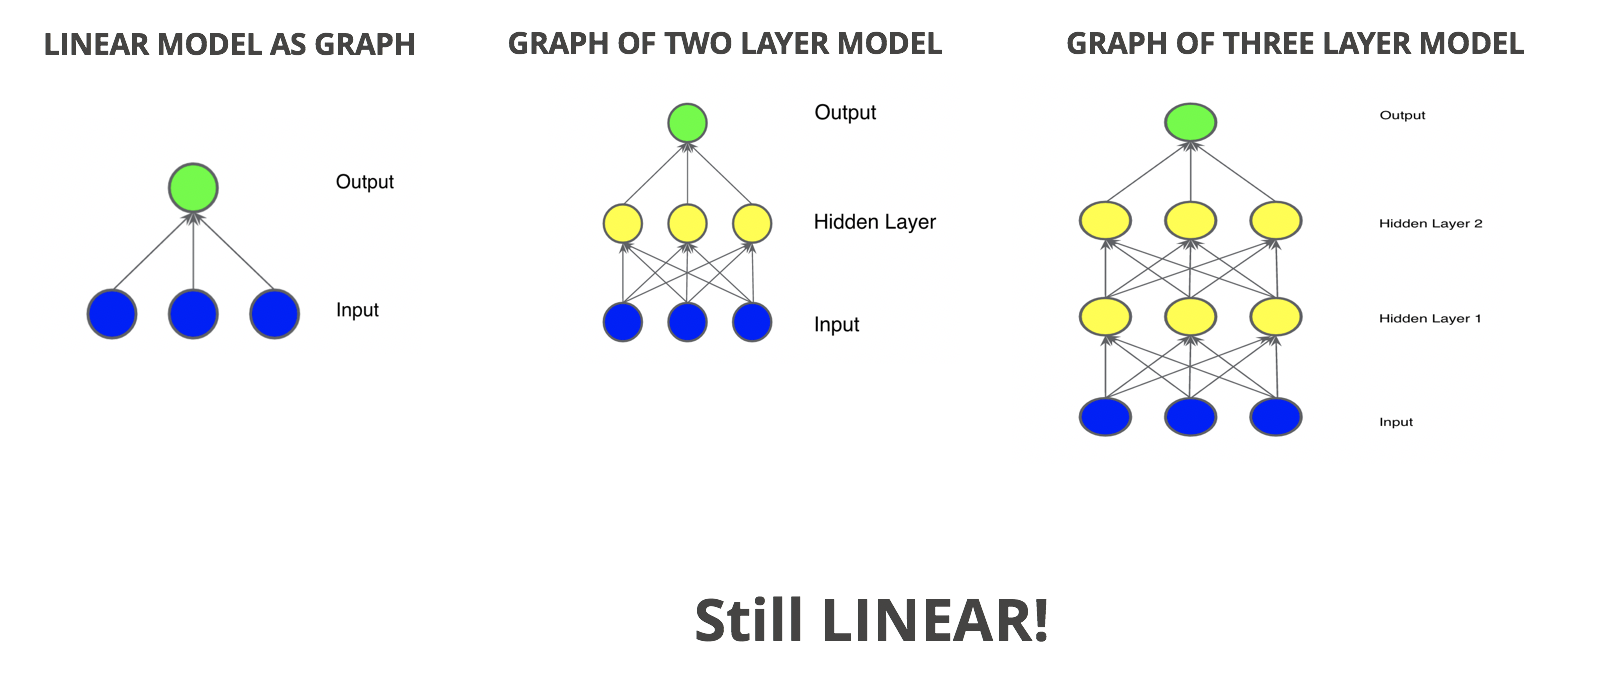 LINEAR MODEL AS GRAPH
Output
Input
GRAPH OF TWO LAYER MODEL
Output
Hidden Layer
Input
GRAPH OF THREE LAYER MODEL
Output
Hidden Layer 2
Hidden Layer 1
Input
Still LINEAR!